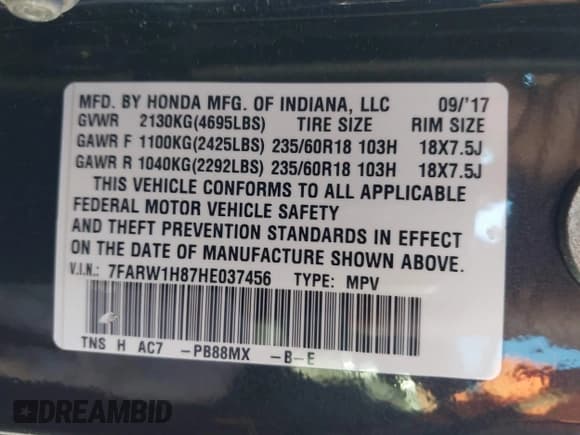 MFD. BY HONDA MFG. OF INDIANA, LLC 09/'17
GVWR 2130KG(4695LBS) TIRE SIZE RIM SIZE
GAWR F 1100KG(2425LBS) 235/60R18 103H 18X7.5J
GAWR R 1040KG(2292LBS) 235/60R18 103H 18X7.5J
THIS VEHICLE CONFORMS TO ALL APPLICABLE
FEDERAL MOTOR VEHICLE SAFETY
AND THEFT PREVENTION STANDARDS IN EFFECT
ON THE DATE OF MANUFACTURE SHOWN ABOVE.
V.I.N.: 7FARW1H87HE037456 TYPE: MPV
TNS H AC7 -PB88MX -B-E
DREAMBID